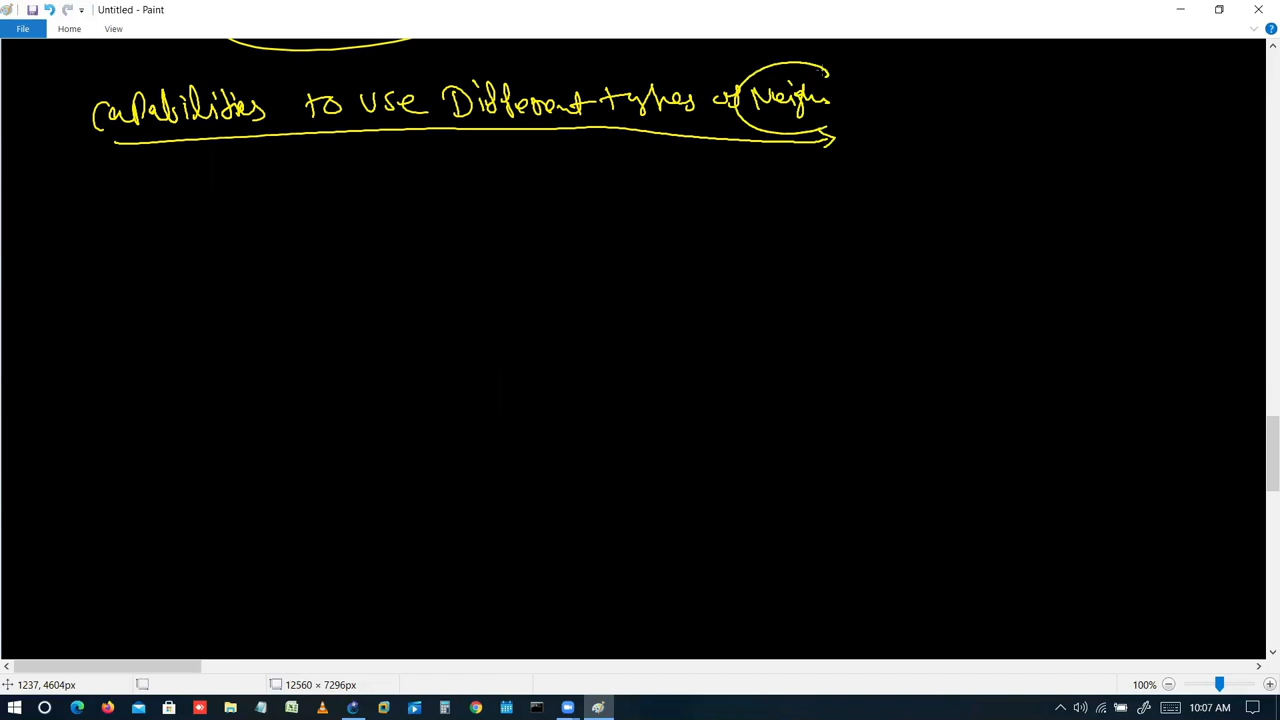 Untitled - Paint
File Home View
Capabilities to use Different types of
1237, 4604px 12560 × 7296px 100%
10:07 AM